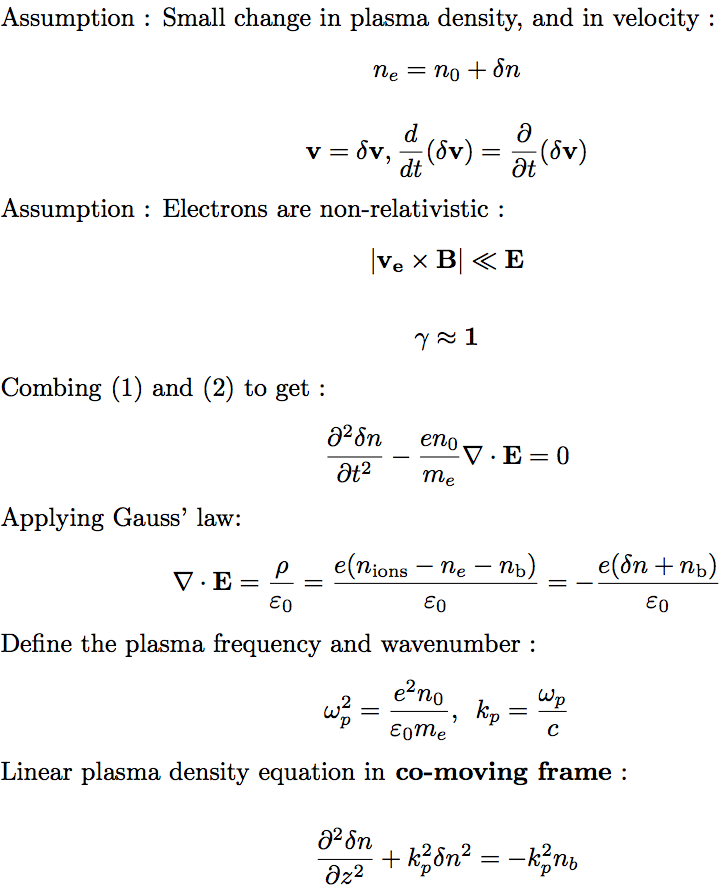 Assumption : Small change in plasma density, and in velocity :
n_e = n_0 + δn
𝐯 = δ𝐯, d/dt (δ𝐯) = ∂/∂t (δ𝐯)
Assumption : Electrons are non-relativistic :
|𝐯_𝐞 × 𝐁| ≪ 𝐄
γ ≈ 𝟏
Combing (1) and (2) to get :
∂²δn/∂t² − en_0/m_e ∇ · 𝐄 = 0
Applying Gauss' law:
∇ · 𝐄 = ρ/ε_0 = e(n_ions − n_e − n_b)/ε_0 = − e(δn + n_b)/ε_0
Define the plasma frequency and wavenumber :
ω_p² = e²n_0/ε_0m_e, k_p = ω_p/c
Linear plasma density equation in co-moving frame :
∂²δn/∂z² + k_p²δn² = −k_p²n_b